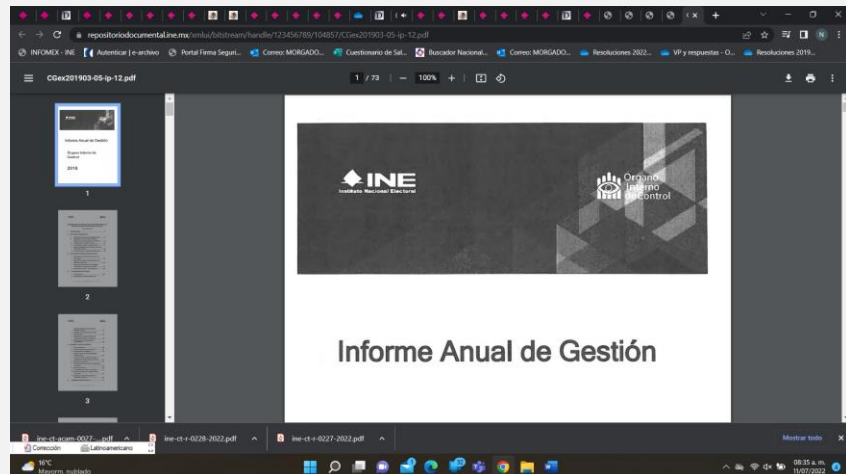 repositoriodocumental.ine.mx/xmlui/bitstream/handle/123456789/104857/CGex201903-05-ip-12.pdf
INFOMEX - INE
Autenticar | e-archivo
Portal Firma Seguri...
Correo: MORGADO...
Cuestionario de Sal...
Buscador Nacional...
Correo: MORGADO...
Resoluciones 2022...
VP y respuestas - O...
Resoluciones 2019...
CGex201903-05-ip-12.pdf
1 / 73
100%
INE
Informe Anual de Gestión
Órgano Interno de
Control
2018
1
2
3
INE
Instituto Nacional Electoral
Órgano
Interno
de Control
Informe Anual de Gestión
ine-ct-acam-0027-....pdf
ine-ct-r-0228-2022.pdf
ine-ct-r-0227-2022.pdf
Mostrar todo
Corrección
Latinoamericano
16°C
Mayorm. nublado
08:35 a. m.
11/07/2022